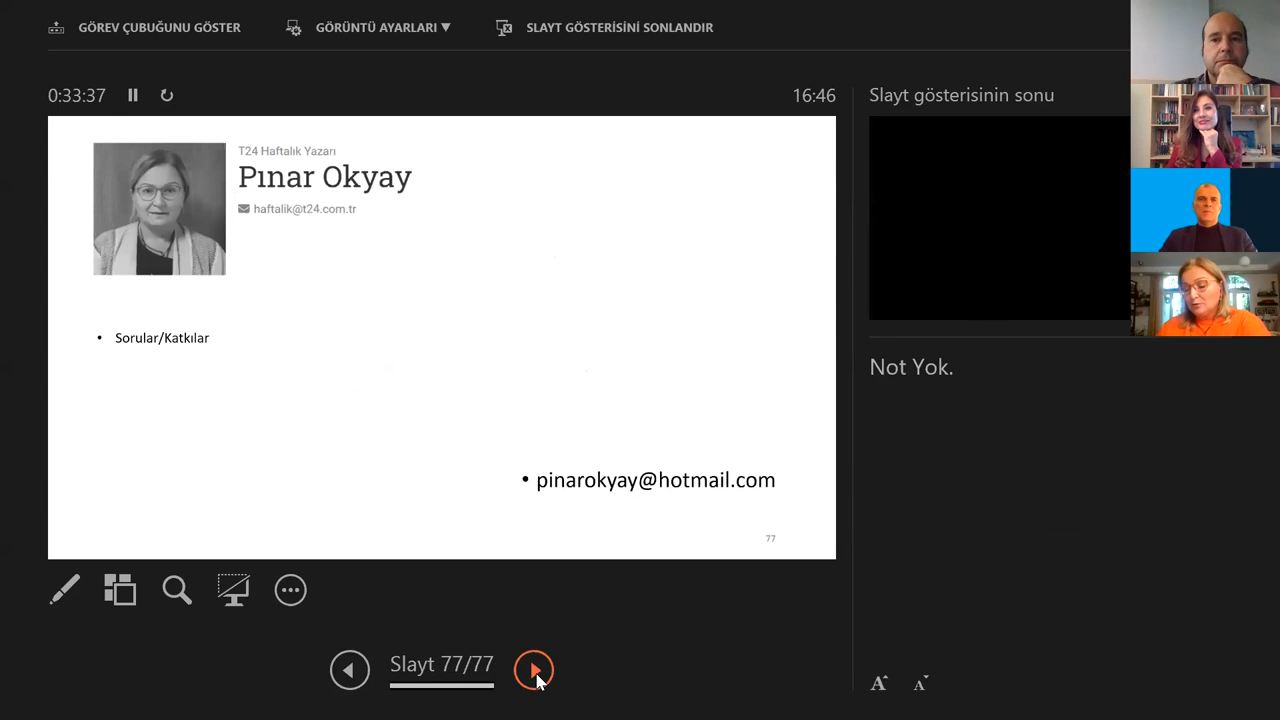 GÖREV ÇUBUĞUNU GÖSTER
GÖRÜNTÜ AYARLARI ▼
SLAYT GÖSTERİSİNİ SONLANDIR
0:33:37
16:46
Slayt gösterisinin sonu
T24 Haftalık Yazarı
Pınar Okyay
haftalik@t24.com.tr
• Sorular/Katkılar
• pinarokyay@hotmail.com
77
Not Yok.
Slayt 77/77
A A